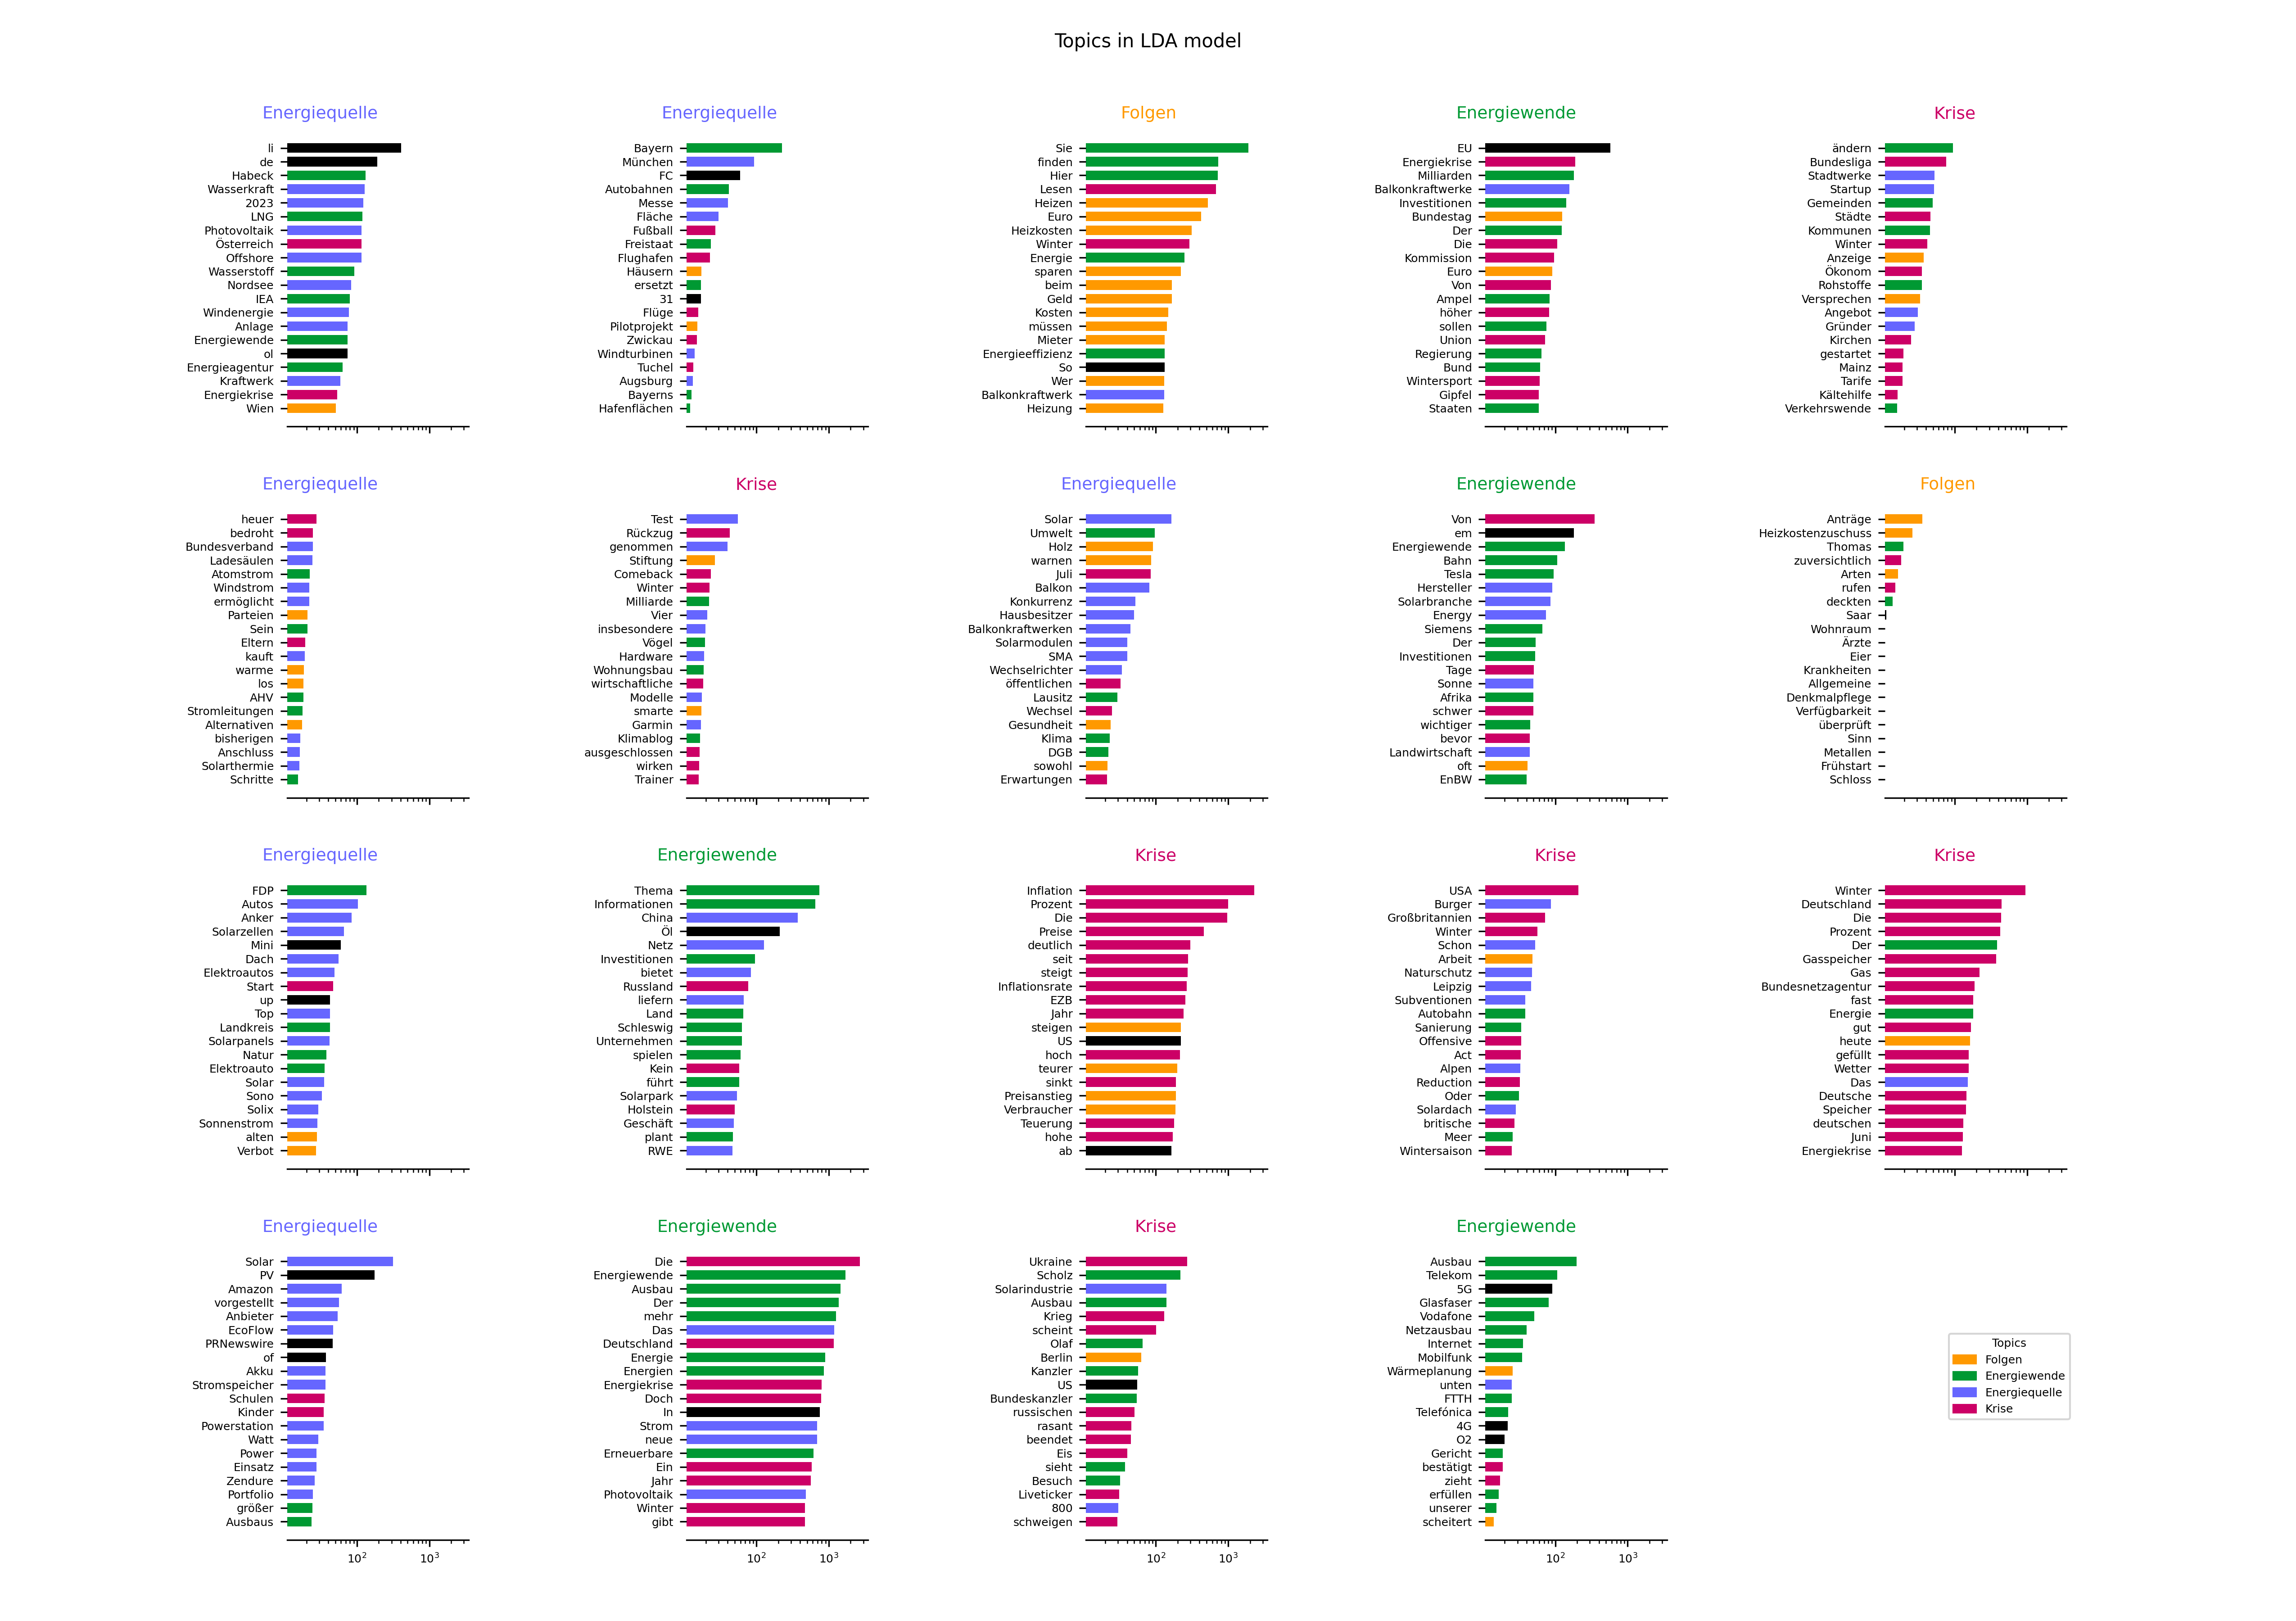 Topics in LDA model
Energiequelle
li
de
Habeck
Wasserkraft
2023
LNG
Photovoltaik
Österreich
Offshore
Wasserstoff
Nordsee
IEA
Windenergie
Anlage
Energiewende
ol
Energieagentur
Kraftwerk
Energiekrise
Wien
Energiequelle
Bayern
München
FC
Autobahnen
Messe
Fläche
Fußball
Freistaat
Flughafen
Häusern
ersetzt
31
Flüge
Pilotprojekt
Zwickau
Windturbinen
Tuchel
Augsburg
Bayerns
Hafenflächen
Folgen
Sie
finden
Hier
Lesen
Heizen
Euro
Heizkosten
Winter
Energie
sparen
beim
Geld
Kosten
müssen
Mieter
Energieeffizienz
So
Wer
Balkonkraftwerk
Heizung
Energiewende
EU
Energiekrise
Milliarden
Balkonkraftwerke
Investitionen
Bundestag
Der
Die
Kommission
Euro
Von
Ampel
höher
sollen
Union
Regierung
Bund
Wintersport
Gipfel
Staaten
Krise
ändern
Bundesliga
Stadtwerke
Startup
Gemeinden
Städte
Kommunen
Winter
Anzeige
Ökonom
Rohstoffe
Versprechen
Angebot
Gründer
Kirchen
gestartet
Mainz
Tarife
Kältehilfe
Verkehrswende
Energiequelle
heuer
bedroht
Bundesverband
Ladesäulen
Atomstrom
Windstrom
ermöglicht
Parteien
Sein
Eltern
kauft
warme
los
AHV
Stromleitungen
Alternativen
bisherigen
Anschluss
Solarthermie
Schritte
Krise
Test
Rückzug
genommen
Stiftung
Comeback
Winter
Milliarde
Vier
insbesondere
Vögel
Hardware
Wohnungsbau
wirtschaftliche
Modelle
smarte
Garmin
Klimablog
ausgeschlossen
wirken
Trainer
Energiequelle
Solar
Umwelt
Holz
warnen
Juli
Balkon
Konkurrenz
Hausbesitzer
Balkonkraftwerken
Solarmodulen
SMA
Wechselrichter
öffentlichen
Lausitz
Wechsel
Gesundheit
Klima
DGB
sowohl
Erwartungen
Energiewende
Von
em
Energiewende
Bahn
Tesla
Hersteller
Solarbranche
Energy
Siemens
Der
Investitionen
Tage
Sonne
Afrika
schwer
wichtiger
bevor
Landwirtschaft
oft
EnBW
Folgen
Anträge
Heizkostenzuschuss
Thomas
zuversichtlich
Arten
rufen
deckten
Saar
Wohnraum
Ärzte
Eier
Krankheiten
Allgemeine
Denkmalpflege
Verfügbarkeit
überprüft
Sinn
Metallen
Frühstart
Schloss
Energiequelle
FDP
Autos
Anker
Solarzellen
Mini
Dach
Elektroautos
Start
up
Top
Landkreis
Solarpanels
Natur
Elektroauto
Solar
Sono
Solix
Sonnenstrom
alten
Verbot
Energiewende
Thema
Informationen
China
Öl
Netz
Investitionen
bietet
Russland
liefern
Land
Schleswig
Unternehmen
spielen
Kein
führt
Solarpark
Holstein
Geschäft
plant
RWE
Krise
Inflation
Prozent
Die
Preise
deutlich
seit
steigt
Inflationsrate
EZB
Jahr
steigen
US
hoch
teurer
sinkt
Preisanstieg
Verbraucher
Teuerung
hohe
ab
Krise
USA
Burger
Großbritannien
Winter
Schon
Arbeit
Naturschutz
Leipzig
Subventionen
Autobahn
Sanierung
Offensive
Act
Alpen
Reduction
Oder
Solardach
britische
Meer
Wintersaison
Krise
Winter
Deutschland
Die
Prozent
Der
Gasspeicher
Gas
Bundesnetzagentur
fast
Energie
gut
heute
gefüllt
Wetter
Das
Deutsche
Speicher
deutschen
Juni
Energiekrise
Energiequelle
Solar
PV
Amazon
vorgestellt
Anbieter
EcoFlow
PRNewswire
of
Akku
Stromspeicher
Schulen
Kinder
Powerstation
Watt
Power
Einsatz
Zendure
Portfolio
größer
Ausbaus
10² 10³
Energiewende
Die
Energiewende
Ausbau
Der
mehr
Das
Deutschland
Energie
Energien
Energiekrise
Doch
In
Strom
neue
Erneuerbare
Ein
Jahr
Photovoltaik
Winter
gibt
10² 10³
Krise
Ukraine
Scholz
Solarindustrie
Ausbau
Krieg
scheint
Olaf
Berlin
Kanzler
US
Bundeskanzler
russischen
rasant
beendet
Eis
sieht
Besuch
Liveticker
800
schweigen
10² 10³
Energiewende
Ausbau
Telekom
5G
Glasfaser
Vodafone
Netzausbau
Internet
Mobilfunk
Wärmeplanung
unten
FTTH
Telefónica
4G
O2
Gericht
bestätigt
zieht
erfüllen
unserer
scheitert
10² 10³
Topics
Folgen
Energiewende
Energiequelle
Krise